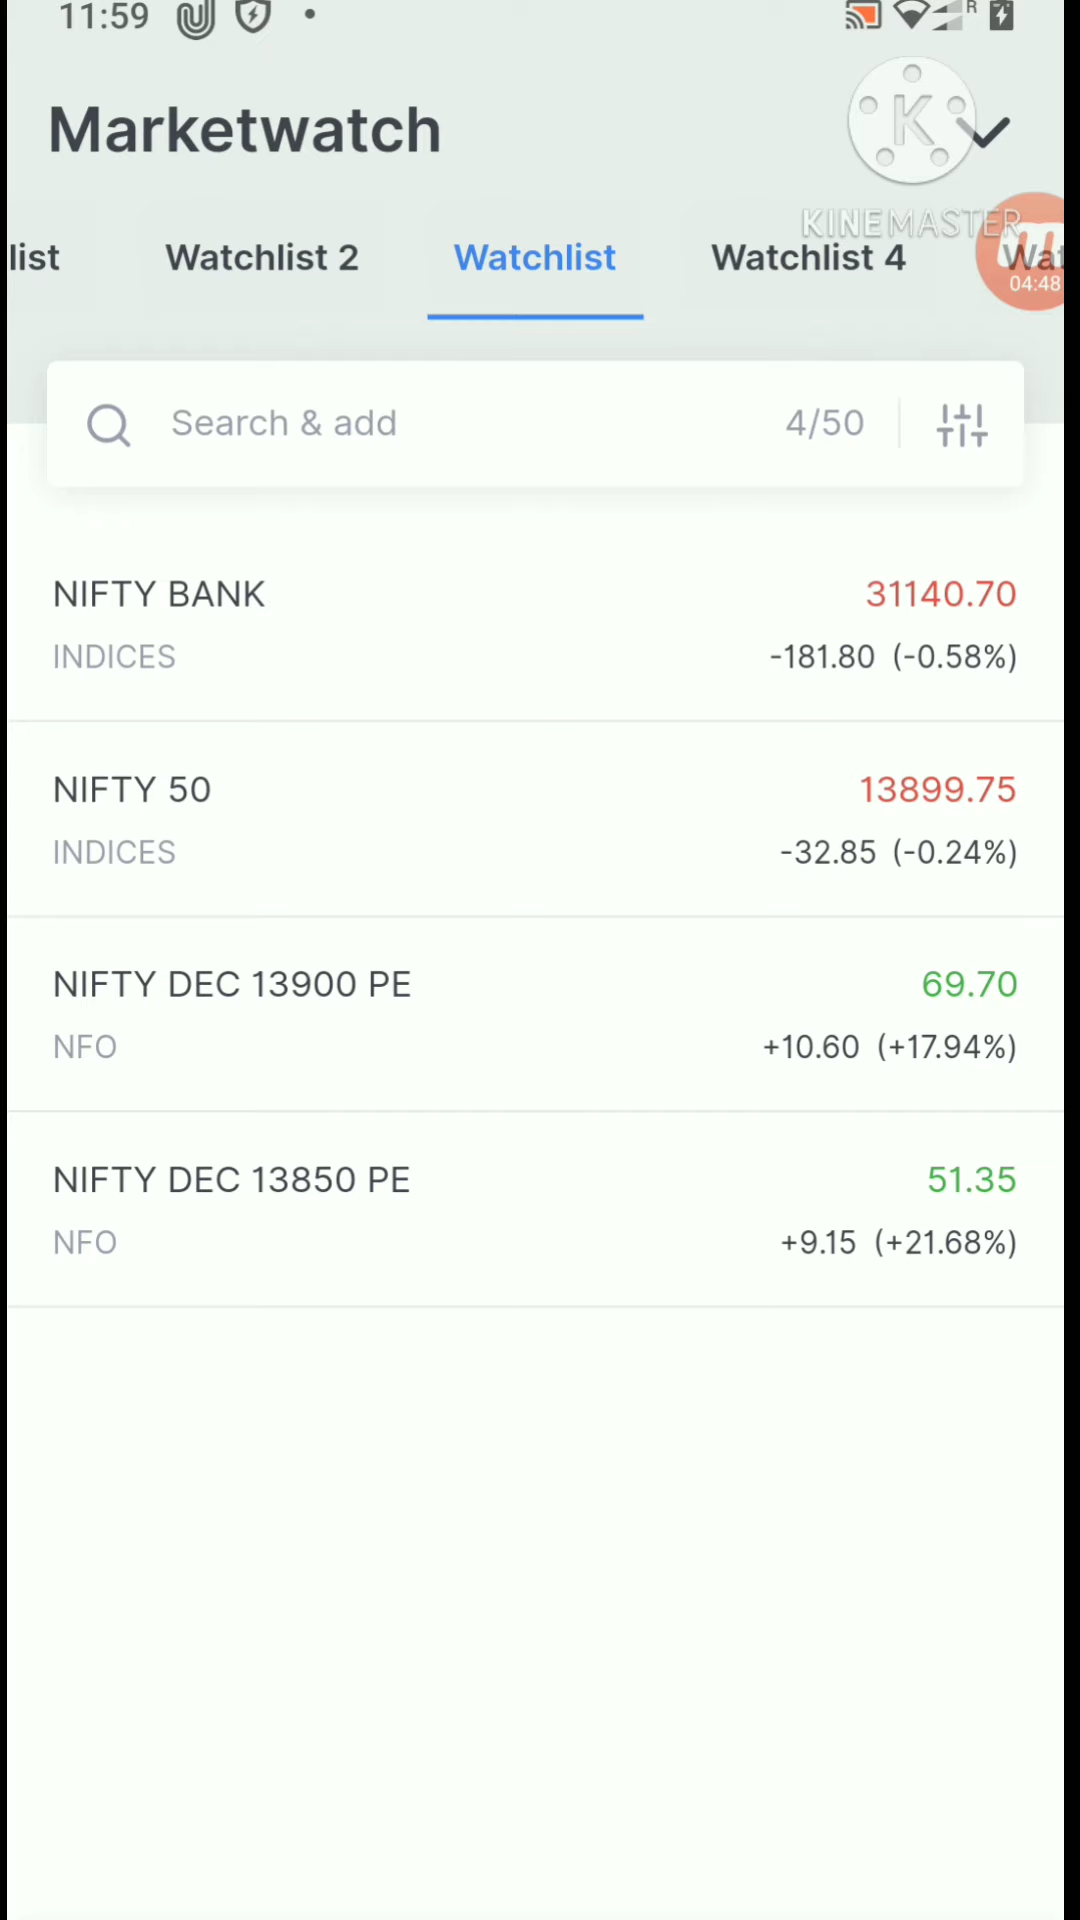 11:59
R
Marketwatch
K
KINEMASTER
list Watchlist 2 Watchlist Watchlist 4 Wat
04:48
Search & add 4/50
NIFTY BANK 31140.70
INDICES -181.80 (-0.58%)
NIFTY 50 13899.75
INDICES -32.85 (-0.24%)
NIFTY DEC 13900 PE 69.70
NFO +10.60 (+17.94%)
NIFTY DEC 13850 PE 51.35
NFO +9.15 (+21.68%)